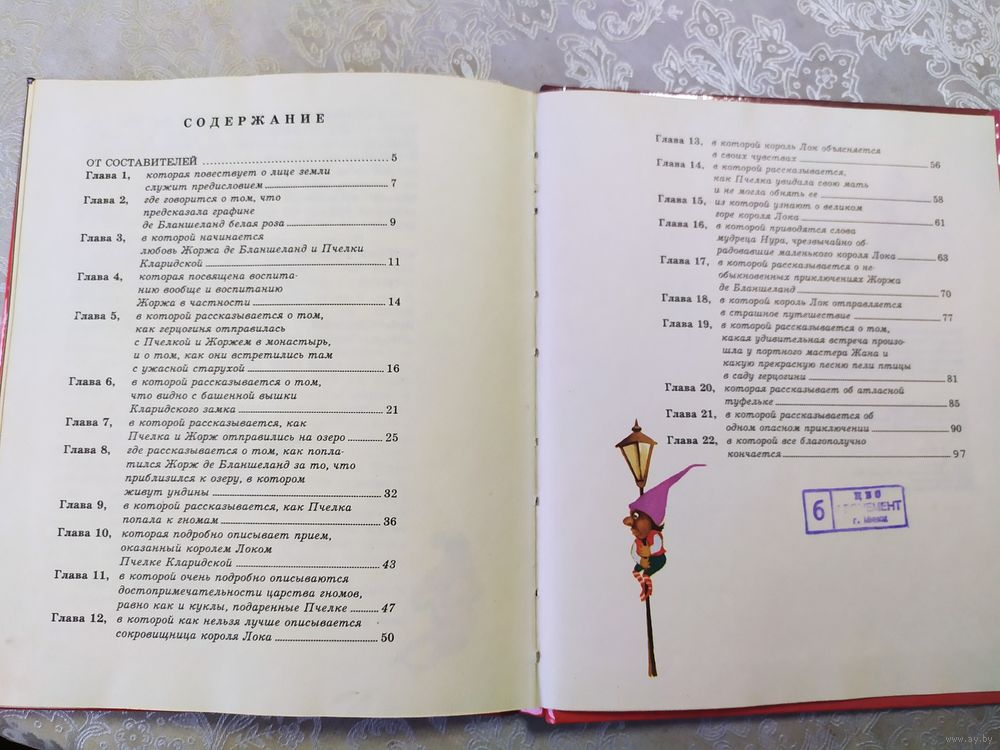 СОДЕРЖАНИЕ
ОТ СОСТАВИТЕЛЕЙ 5
Глава 1, которая повествует о лице земли
служит предисловием 7
Глава 2, где говорится о том, что
предсказала графине
де Бланшеланд белая роза 9
Глава 3, в которой начинается
любовь Жоржа де Бланшеланд и Пчелки
Кларидской 11
Глава 4, которая посвящена воспита-
нию вообще и воспитанию
Жоржа в частности 14
Глава 5, в которой рассказывается о том,
как герцогиня отправилась
с Пчелкой и Жоржем в монастырь,
и о том, как они встретились там
с ужасной старухой 16
Глава 6, в которой рассказывается о том,
что видно с башенной вышки
Кларидского замка 21
Глава 7, в которой рассказывается, как
Пчелка и Жорж отправились на озеро 25
Глава 8, где рассказывается о том, как попла-
тился Жорж де Бланшеланд за то, что
приблизился к озеру, в котором
живут ундины 32
Глава 9, в которой рассказывается, как Пчелка
попала к гномам 36
Глава 10, которая подробно описывает прием,
оказанный королем Локом
Пчелке Кларидской 43
Глава 11, в которой очень подробно описываются
достопримечательности царства гномов,
равно как и куклы, подаренные Пчелке 47
Глава 12, в которой как нельзя лучше описывается
сокровищница короля Лока 50
Глава 13, в которой король Лок объясняется
в своих чувствах 56
Глава 14, в которой рассказывается,
как Пчелка увидала свою мать
и не могла обнять ее 58
Глава 15, из которой узнают о великом
горе короля Лока 61
Глава 16, в которой приводятся слова
мудреца Нура, чрезвычайно об-
радовавшие маленького короля Лока 63
Глава 17, в которой рассказывается о не-
обыкновенных приключениях Жоржа
де Бланшеланд 70
Глава 18, в которой король Лок отправляется
в страшное путешествие 77
Глава 19, в которой рассказывается о том,
какая удивительная встреча произо-
шла у портного мастера Жана и
какую прекрасную песню пели птицы
в саду герцогини 81
Глава 20, которая рассказывает об атласной
туфельке 85
Глава 21, в которой рассказывается об
одном опасном приключении 90
Глава 22, в которой все благополучно
кончается 97
6
г. Минск
www.ay.by